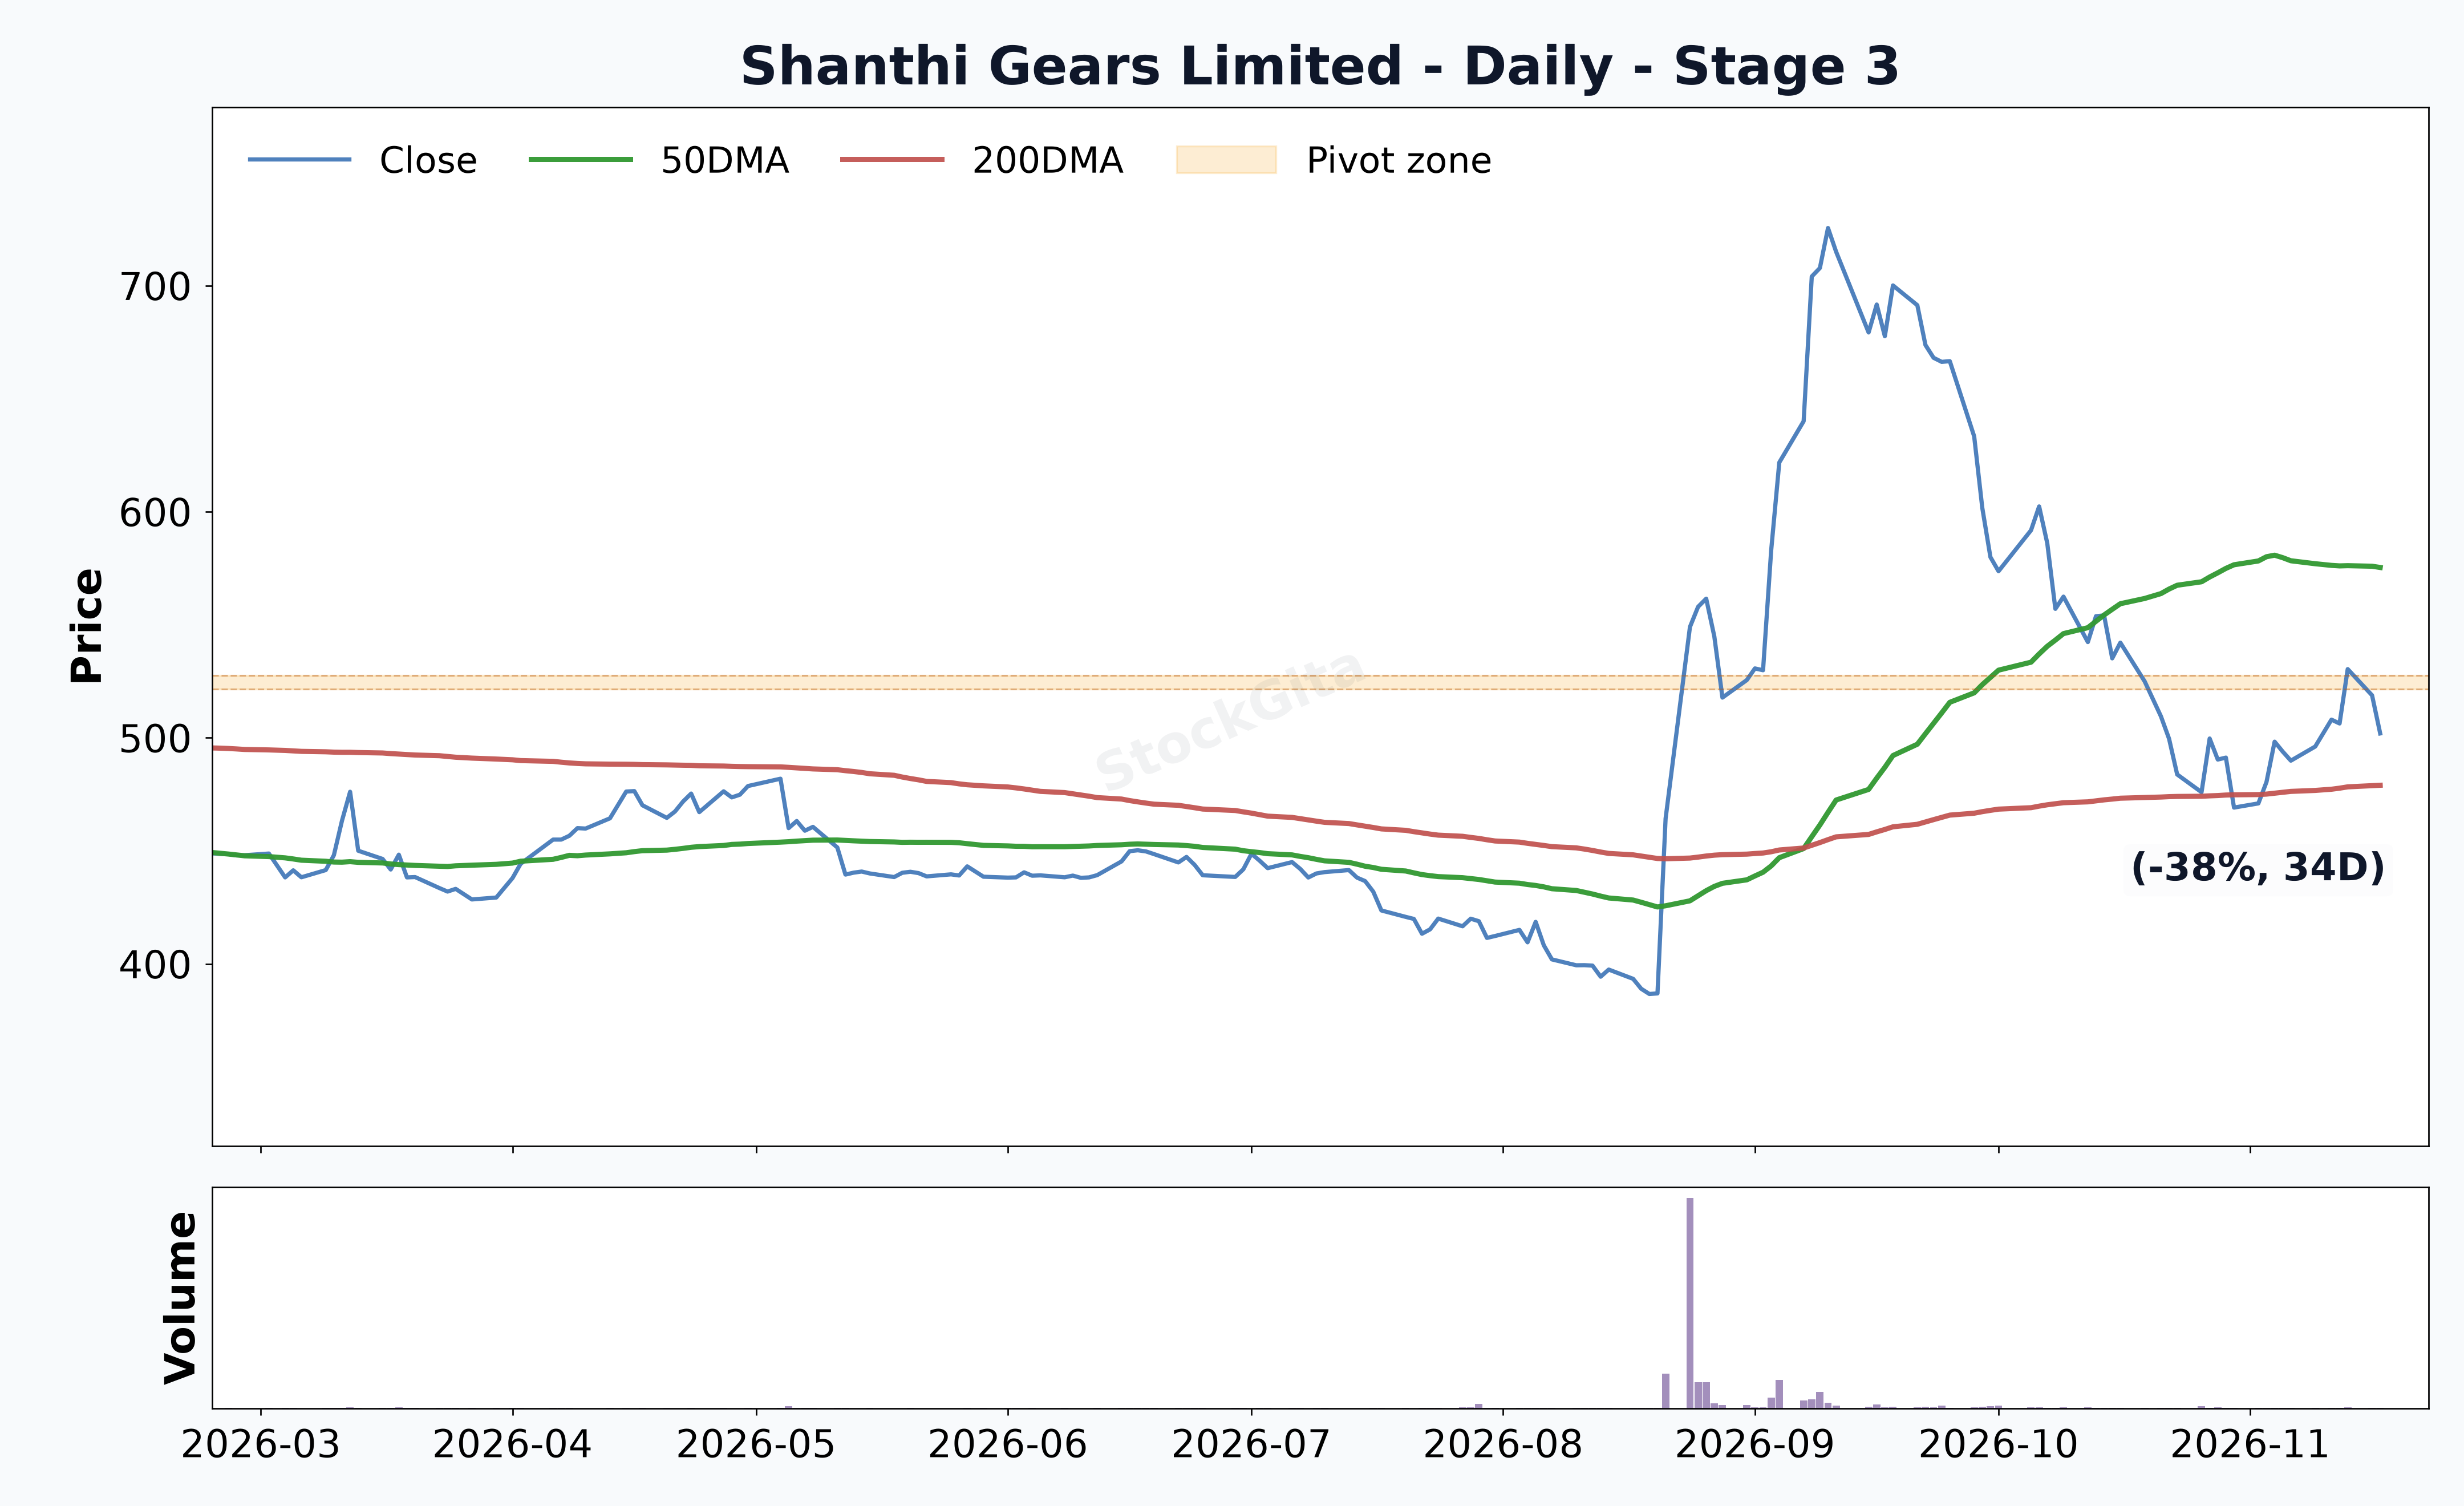 Shanthi Gears Limited - Daily - Stage 3
Close 50DMA 200DMA Pivot zone
Price
700
600
500
400
StockGita
(-38%, 34D)
Volume
2026-03 2026-04 2026-05 2026-06 2026-07 2026-08 2026-09 2026-10 2026-11